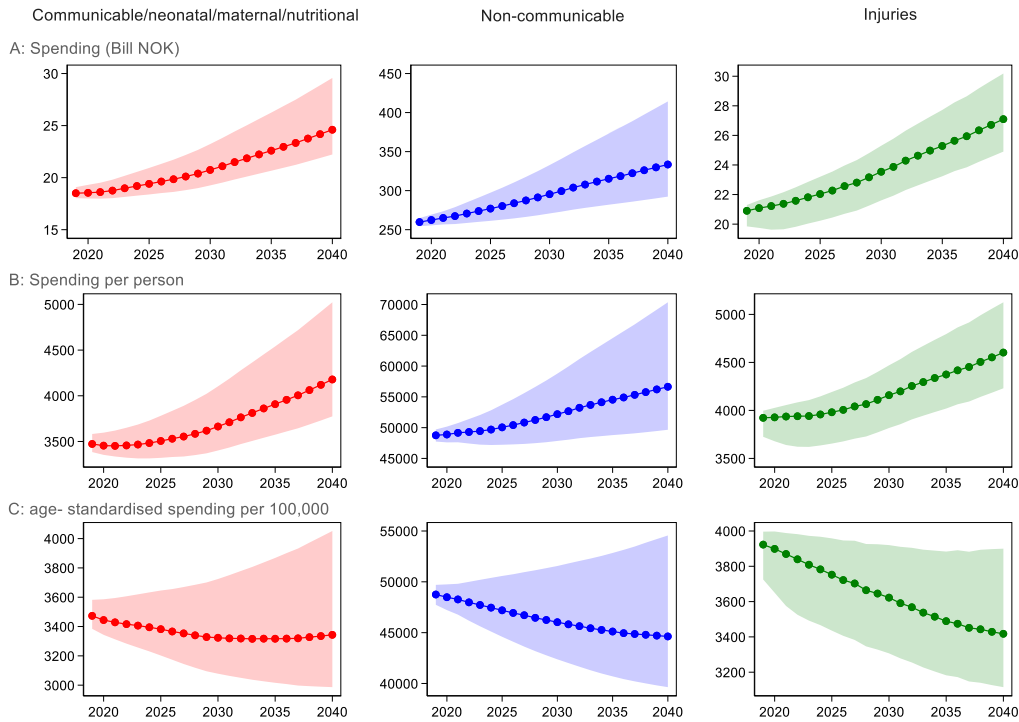 Communicable/neonatal/maternal/nutritional Non-communicable Injuries
A: Spending (Bill NOK)
30 450 30
28
25 400 26
350 24
20 300 22
15 250 20
2020 2025 2030 2035 2040 2020 2025 2030 2035 2040 2020 2025 2030 2035 2040
B: Spending per person
5000 70000 5000
65000
4500 60000 4500
4000 55000 4000
3500 50000
45000 3500
2020 2025 2030 2035 2040 2020 2025 2030 2035 2040 2020 2025 2030 2035 2040
C: age- standardised spending per 100,000
4000 55000 4000
3800 3800
3600 50000 3600
3400 45000 3400
3200 3200
3000 40000
2020 2025 2030 2035 2040 2020 2025 2030 2035 2040 2020 2025 2030 2035 2040